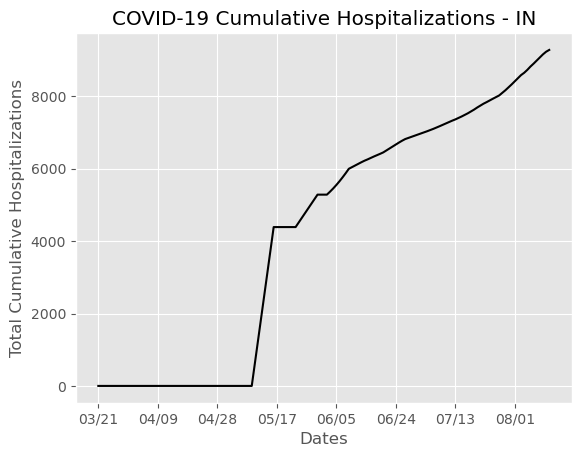 COVID-19 Cumulative Hospitalizations - IN
Total Cumulative Hospitalizations
8000
6000
4000
2000
0
03/21 04/09 04/28 05/17 06/05 06/24 07/13 08/01
Dates